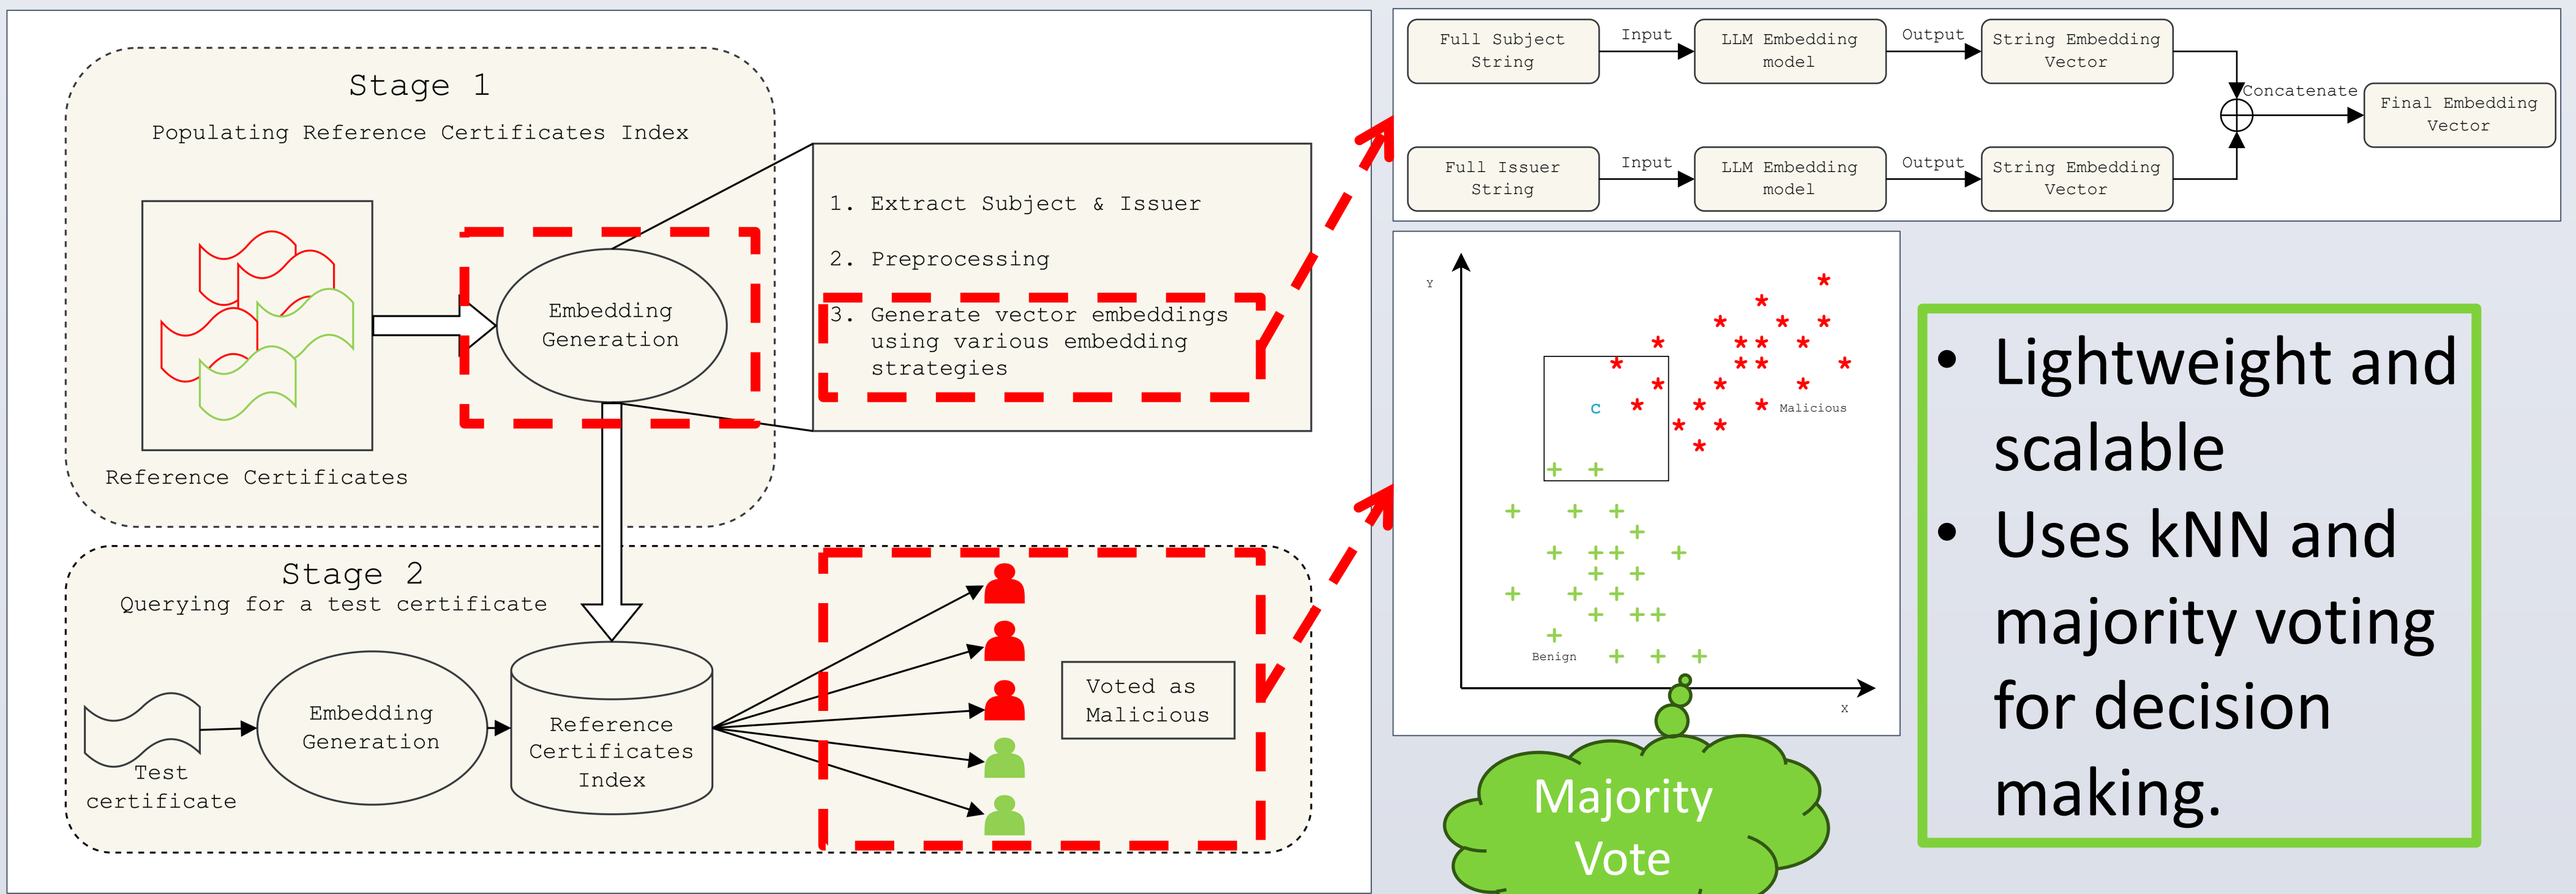 Stage 1
Populating Reference Certificates Index
Reference Certificates
Embedding
Generation
1. Extract Subject & Issuer
2. Preprocessing
3. Generate vector embeddings
using various embedding
strategies
Stage 2
Querying for a test certificate
Test
certificate
Embedding
Generation
Reference
Certificates
Index
Voted as
Malicious
Full Subject
String
Input
LLM Embedding
model
Output
String Embedding
Vector
Concatenate
Final Embedding
Vector
Full Issuer
String
Input
LLM Embedding
model
Output
String Embedding
Vector
Y
C
Malicious
Benign
X
Majority
Vote
• Lightweight and
scalable
• Uses kNN and
majority voting
for decision
making.